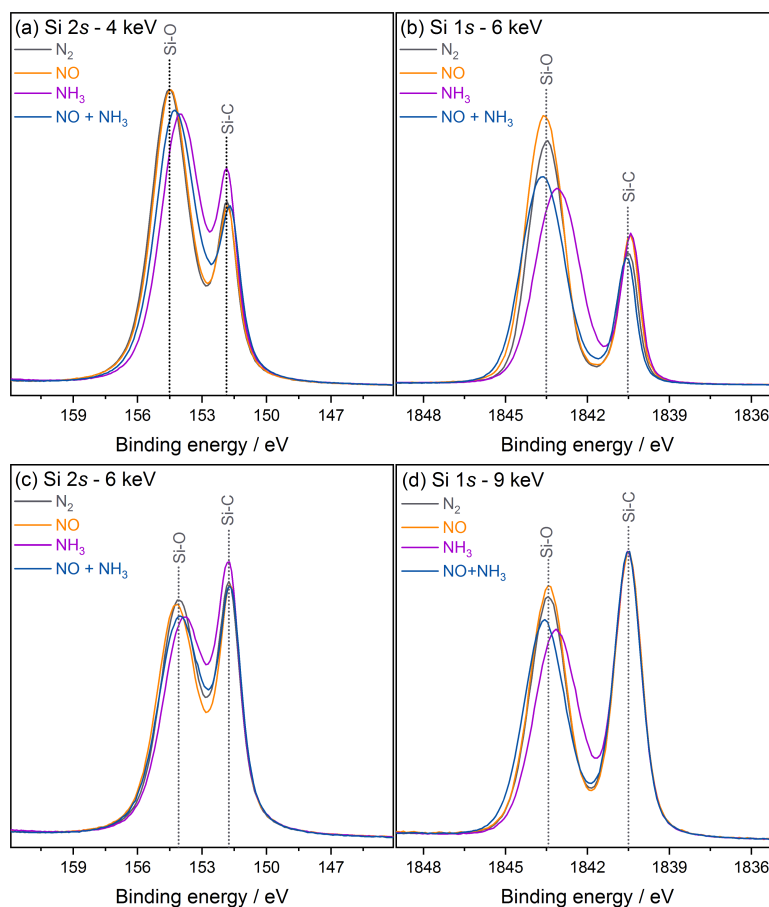 (a) Si 2s - 4 keV
N₂
NO
NH₃
NO + NH₃
Si-O
Si-C
159 156 153 150 147
Binding energy / eV
(b) Si 1s - 6 keV
N₂
NO
NH₃
NO + NH₃
Si-O
Si-C
1848 1845 1842 1839 1836
Binding energy / eV
(c) Si 2s - 6 keV
N₂
NO
NH₃
NO + NH₃
Si-O
Si-C
159 156 153 150 147
Binding energy / eV
(d) Si 1s - 9 keV
N₂
NO
NH₃
NO+NH₃
Si-O
Si-C
1848 1845 1842 1839 1836
Binding energy / eV